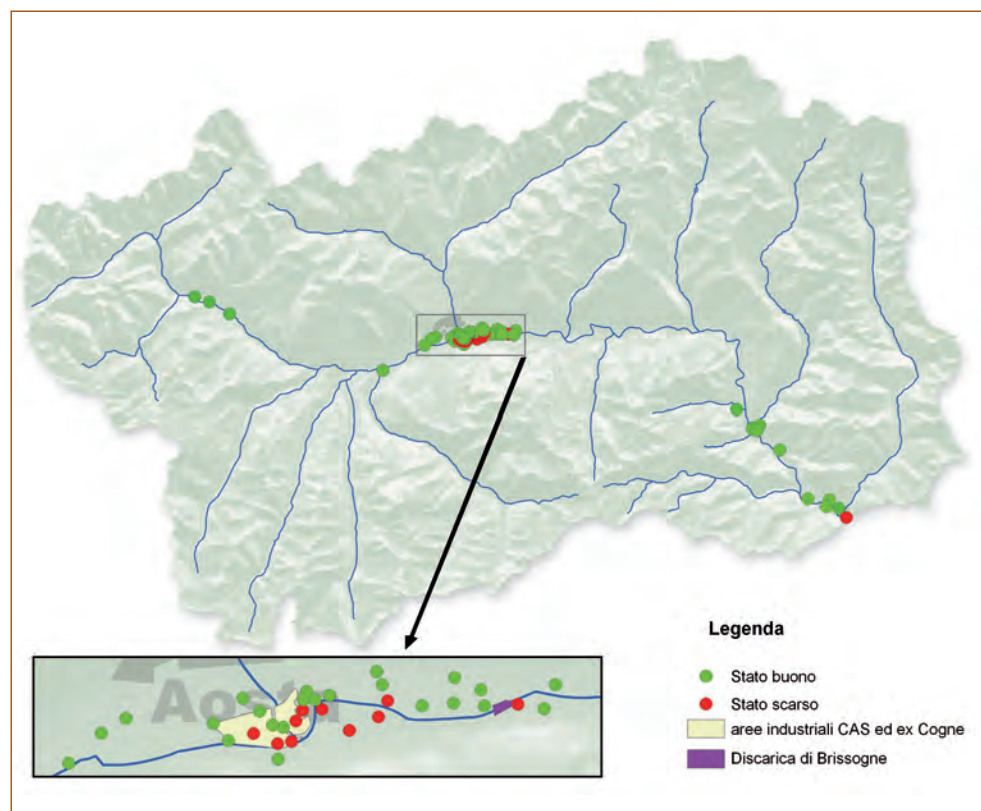 Aosta
Legenda
Stato buono
Stato scarso
aree industriali CAS ed ex Cogne
Discarica di Brissogne